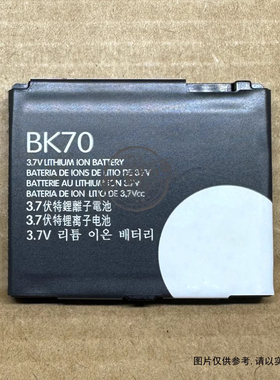 BK70
3.7V LITHIUM ION BATTERY
BATERIA DE IONS DE LITIO DE 3.7V
BATTERIE AU LITHIUM ION 3.7V
BATERIA DE ION, LITIO DE 3,7Vcc
3.7伏特鋰離子電池
3.7伏特锂离子电池
3.7V 리튬 이온 배터리
图片仅供参考,请以实